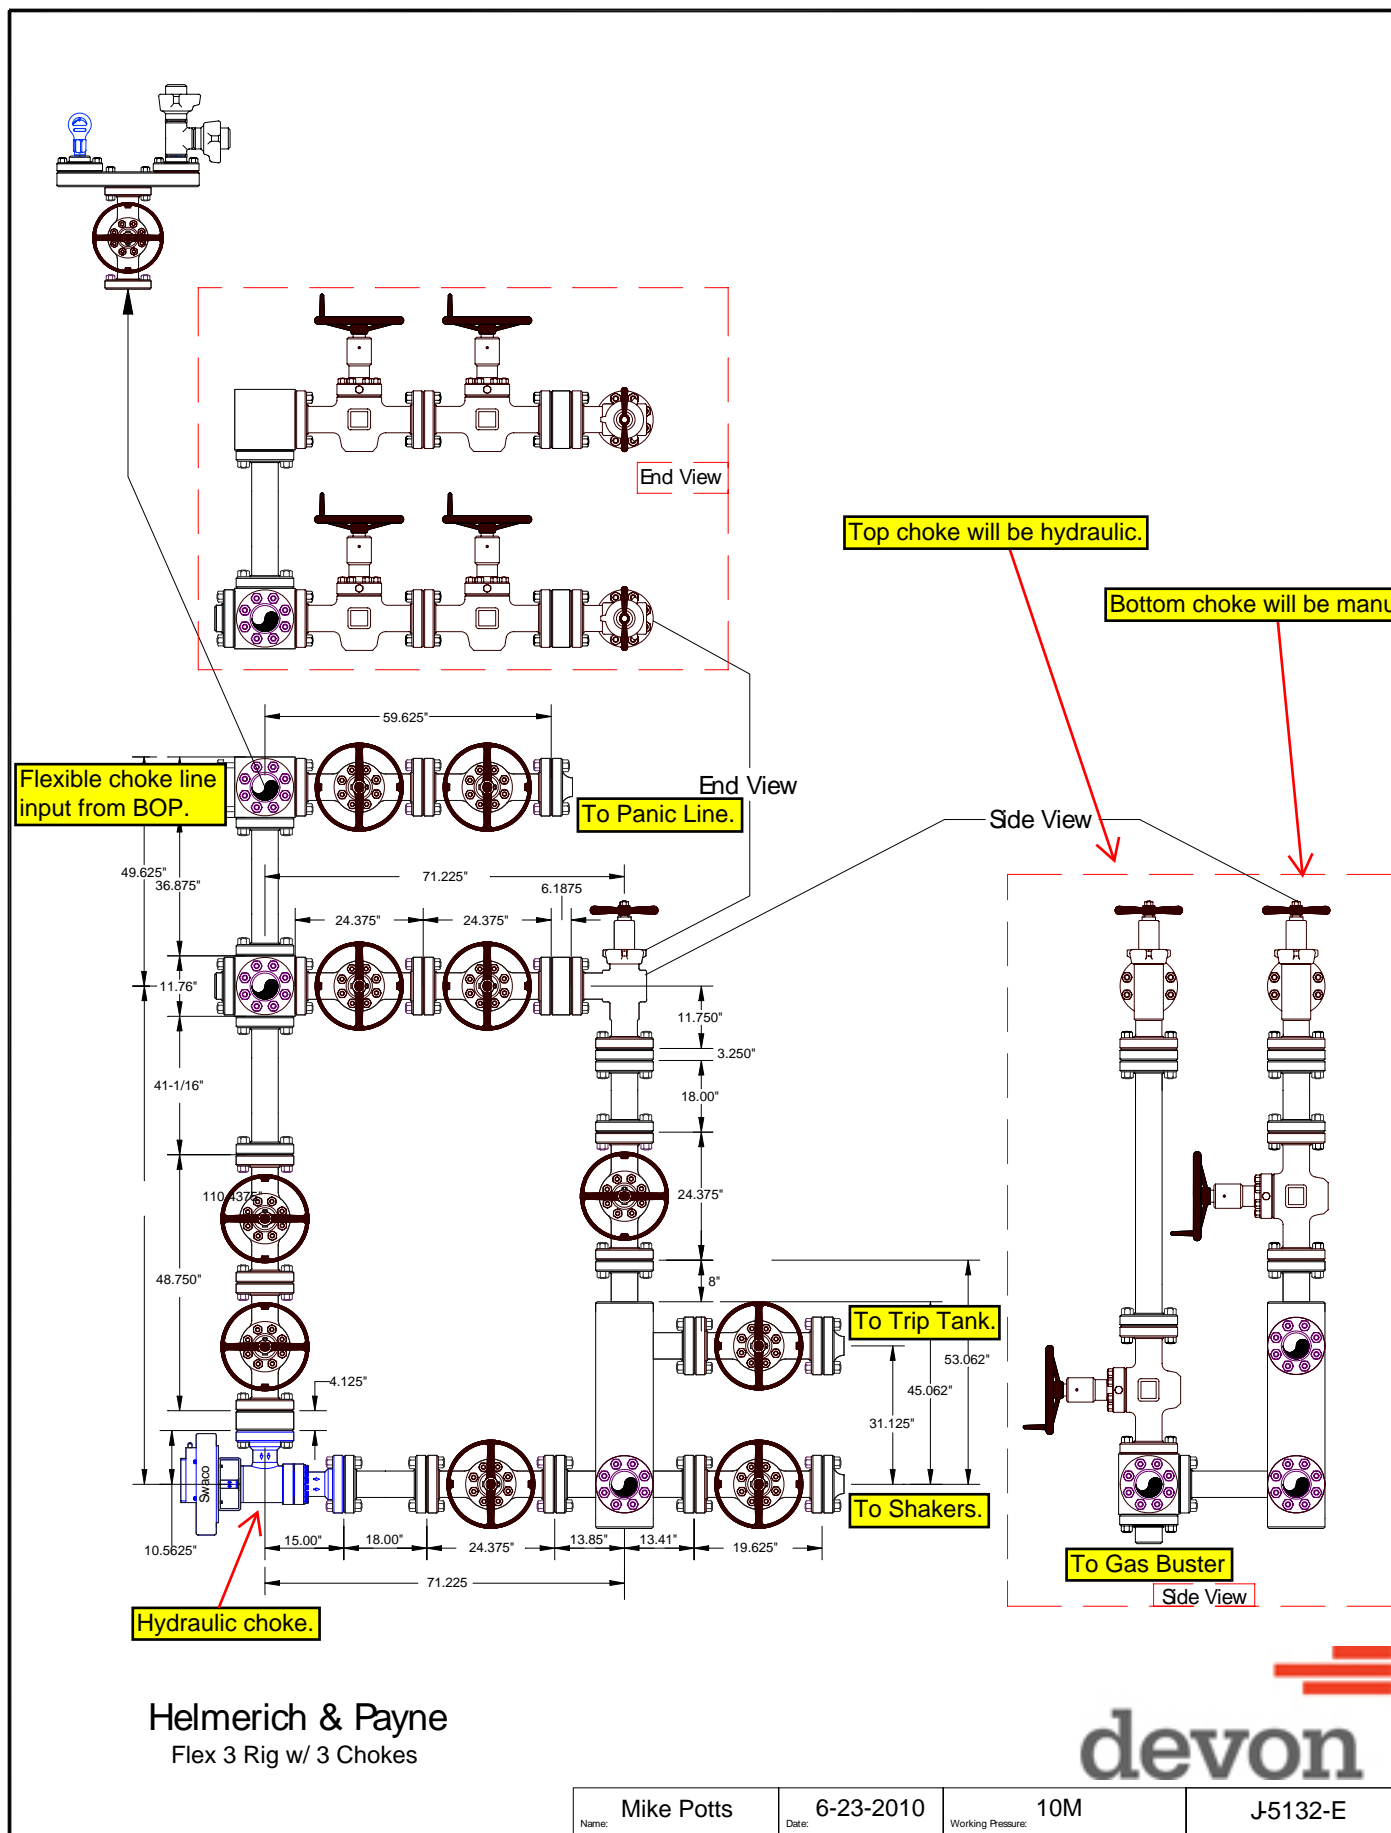 End View
Top choke will be hydraulic.
Bottom choke will be manu
59.625"
Flexible choke line
input from BOP.
End View
To Panic Line.
Side View
49.625"
36.875"
71.225"
6.1875
24.375"
24.375"
11.76"
11.750"
3.250"
41-1/16"
18.00"
110.4375"
24.375"
48.750"
8"
To Trip Tank.
53.062"
4.125"
45.062"
31.125"
Swaco
To Shakers.
10.5625"
15.00"
18.00"
24.375"
13.85"
13.41"
19.625"
To Gas Buster
71.225
Side View
Hydraulic choke.
Helmerich & Payne
Flex 3 Rig w/ 3 Chokes
devon
Name: Mike Potts
Date: 6-23-2010
Working Pressure: 10M
J-5132-E